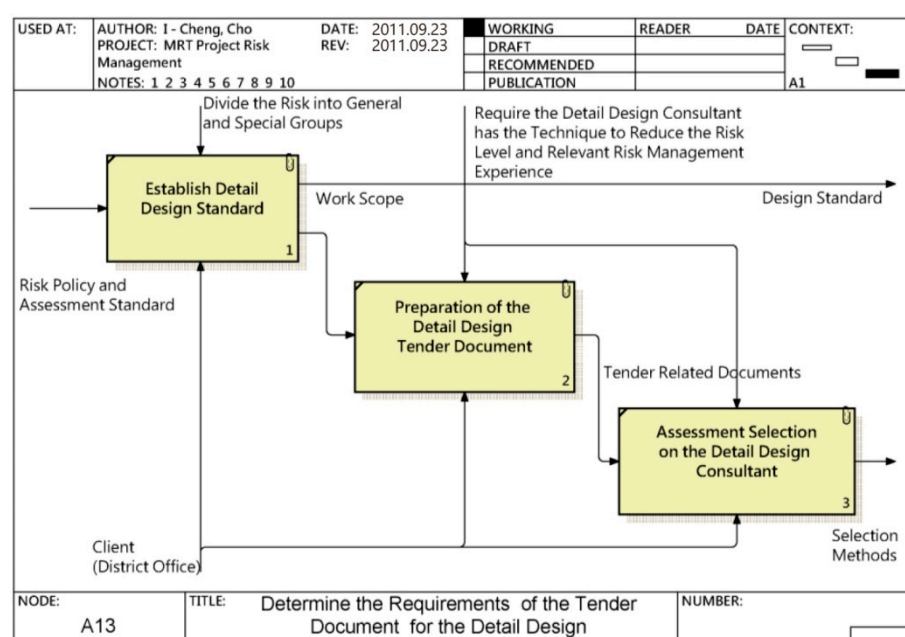 USED AT:
AUTHOR: I - Cheng, Cho
DATE: 2011.09.23
PROJECT: MRT Project Risk
Management
REV: 2011.09.23
NOTES: 1 2 3 4 5 6 7 8 9 10
WORKING
DRAFT
RECOMMENDED
PUBLICATION
READER
DATE
CONTEXT:
A1
Divide the Risk into General
and Special Groups
Require the Detail Design Consultant
has the Technique to Reduce the Risk
Level and Relevant Risk Management
Experience
Establish Detail
Design Standard
1
Work Scope
Design Standard
Risk Policy and
Assessment Standard
Preparation of the
Detail Design
Tender Document
2
Tender Related Documents
Assessment Selection
on the Detail Design
Consultant
3
Selection
Methods
Client
(District Office)
NODE:
A13
TITLE:
Determine the Requirements of the Tender
Document for the Detail Design
NUMBER: